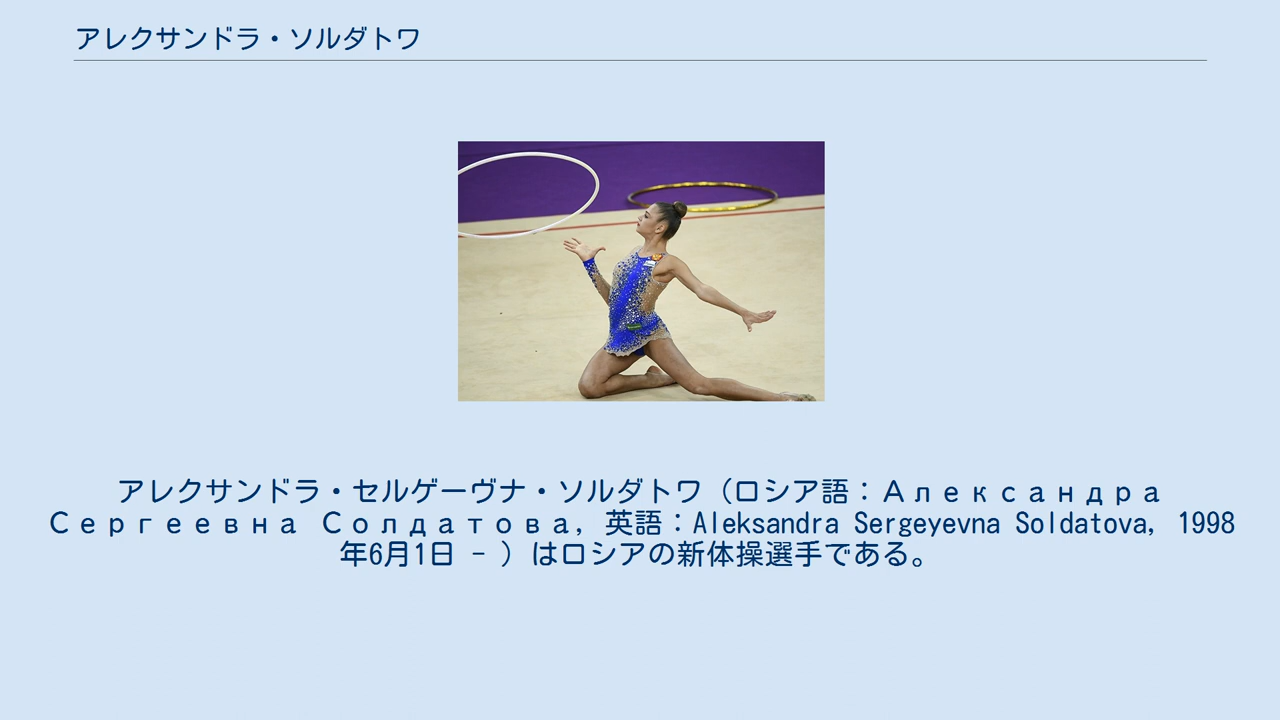 アレクサンドラ・ソルダトワ
アレクサンドラ・セルゲーヴナ・ソルダトワ（ロシア語：Александра
Сергеевна Солдатова, 英語：Aleksandra Sergeyevna Soldatova, 1998
年6月1日 - ）はロシアの新体操選手である。